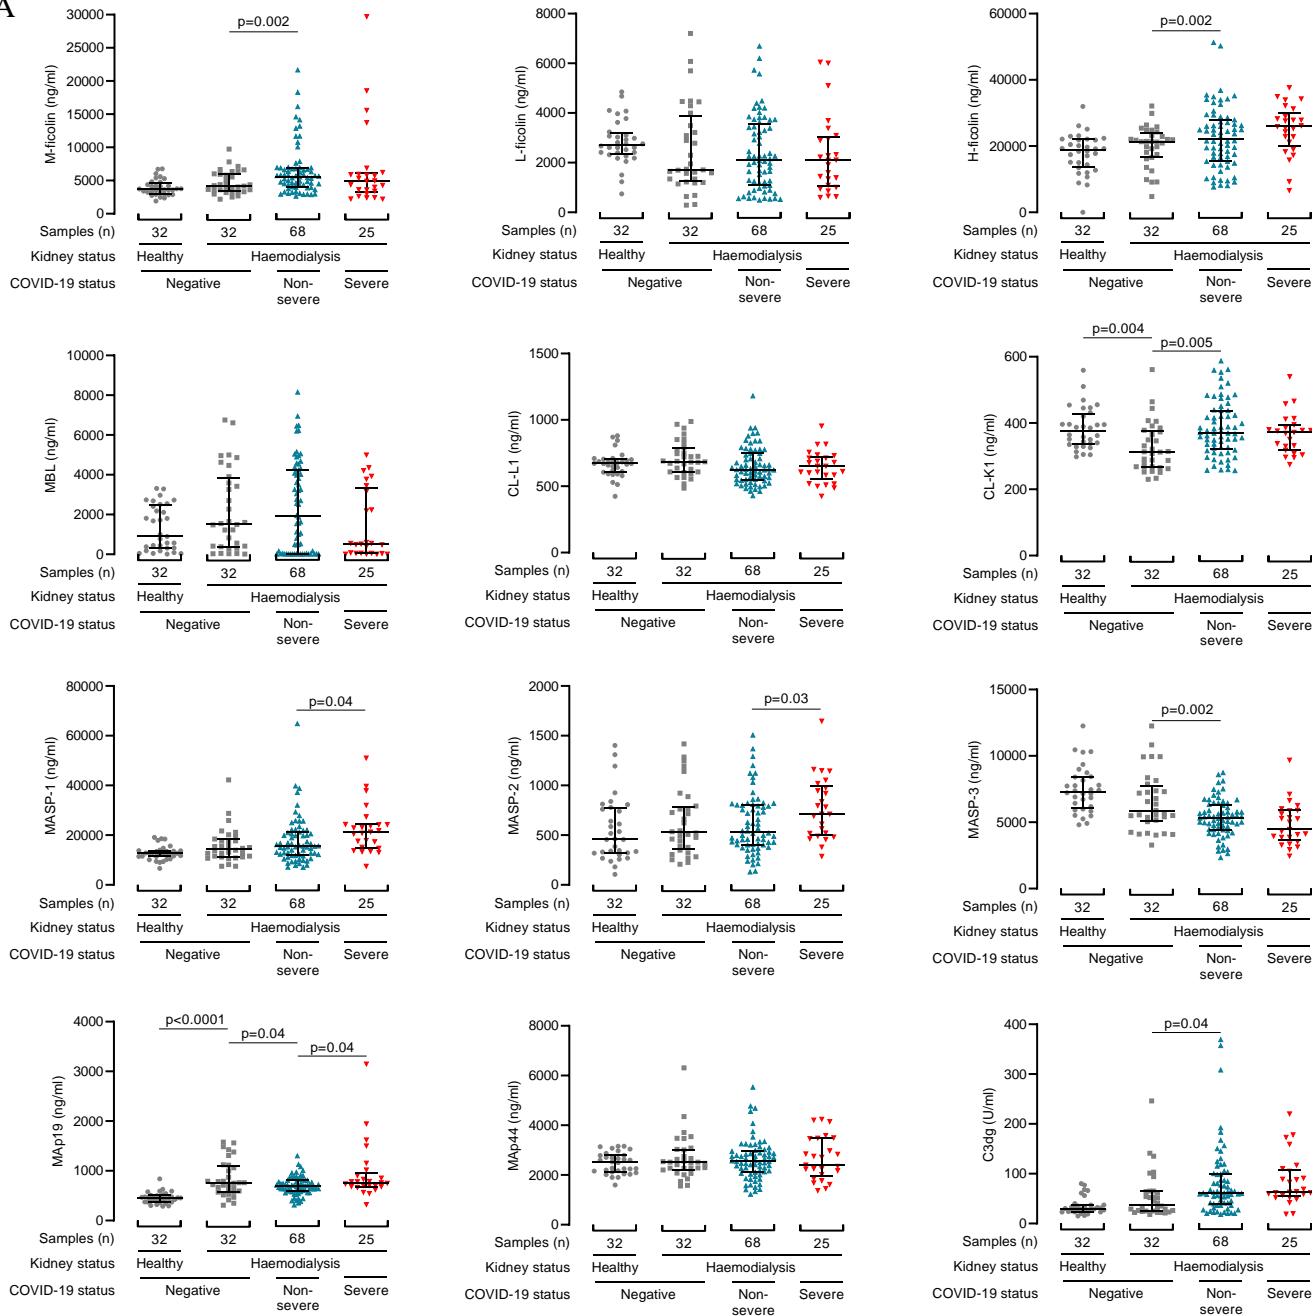 A
M-ficolin (ng/ml)
30000
25000
20000
15000
10000
5000
0
p=0.002
Samples (n) 32 32 68 25
Kidney status Healthy Haemodialysis
COVID-19 status Negative Non-severe Severe
L-ficolin (ng/ml)
8000
6000
4000
2000
0
Samples (n) 32 32 68 25
Kidney status Healthy Haemodialysis
COVID-19 status Negative Non-severe Severe
H-ficolin (ng/ml)
60000
40000
20000
0
p=0.002
Samples (n) 32 32 68 25
Kidney status Healthy Haemodialysis
COVID-19 status Negative Non-severe Severe
MBL (ng/ml)
10000
8000
6000
4000
2000
0
Samples (n) 32 32 68 25
Kidney status Healthy Haemodialysis
COVID-19 status Negative Non-severe Severe
CL-L1 (ng/ml)
1500
1000
500
0
Samples (n) 32 32 68 25
Kidney status Healthy Haemodialysis
COVID-19 status Negative Non-severe Severe
CL-K1 (ng/ml)
600
400
200
0
p=0.004
p=0.005
Samples (n) 32 32 68 25
Kidney status Healthy Haemodialysis
COVID-19 status Negative Non-severe Severe
MASP-1 (ng/ml)
80000
60000
40000
20000
0
p=0.04
Samples (n) 32 32 68 25
Kidney status Healthy Haemodialysis
COVID-19 status Negative Non-severe Severe
MASP-2 (ng/ml)
2000
1500
1000
500
0
p=0.03
Samples (n) 32 32 68 25
Kidney status Healthy Haemodialysis
COVID-19 status Negative Non-severe Severe
MASP-3 (ng/ml)
15000
10000
5000
0
p=0.002
Samples (n) 32 32 68 25
Kidney status Healthy Haemodialysis
COVID-19 status Negative Non-severe Severe
MAp19 (ng/ml)
4000
3000
2000
1000
0
p<0.0001
p=0.04
p=0.04
Samples (n) 32 32 68 25
Kidney status Healthy Haemodialysis
COVID-19 status Negative Non-severe Severe
MAp44 (ng/ml)
8000
6000
4000
2000
0
Samples (n) 32 32 68 25
Kidney status Healthy Haemodialysis
COVID-19 status Negative Non-severe Severe
C3dg (U/ml)
400
300
200
100
0
p=0.04
Samples (n) 32 32 68 25
Kidney status Healthy Haemodialysis
COVID-19 status Negative Non-severe Severe